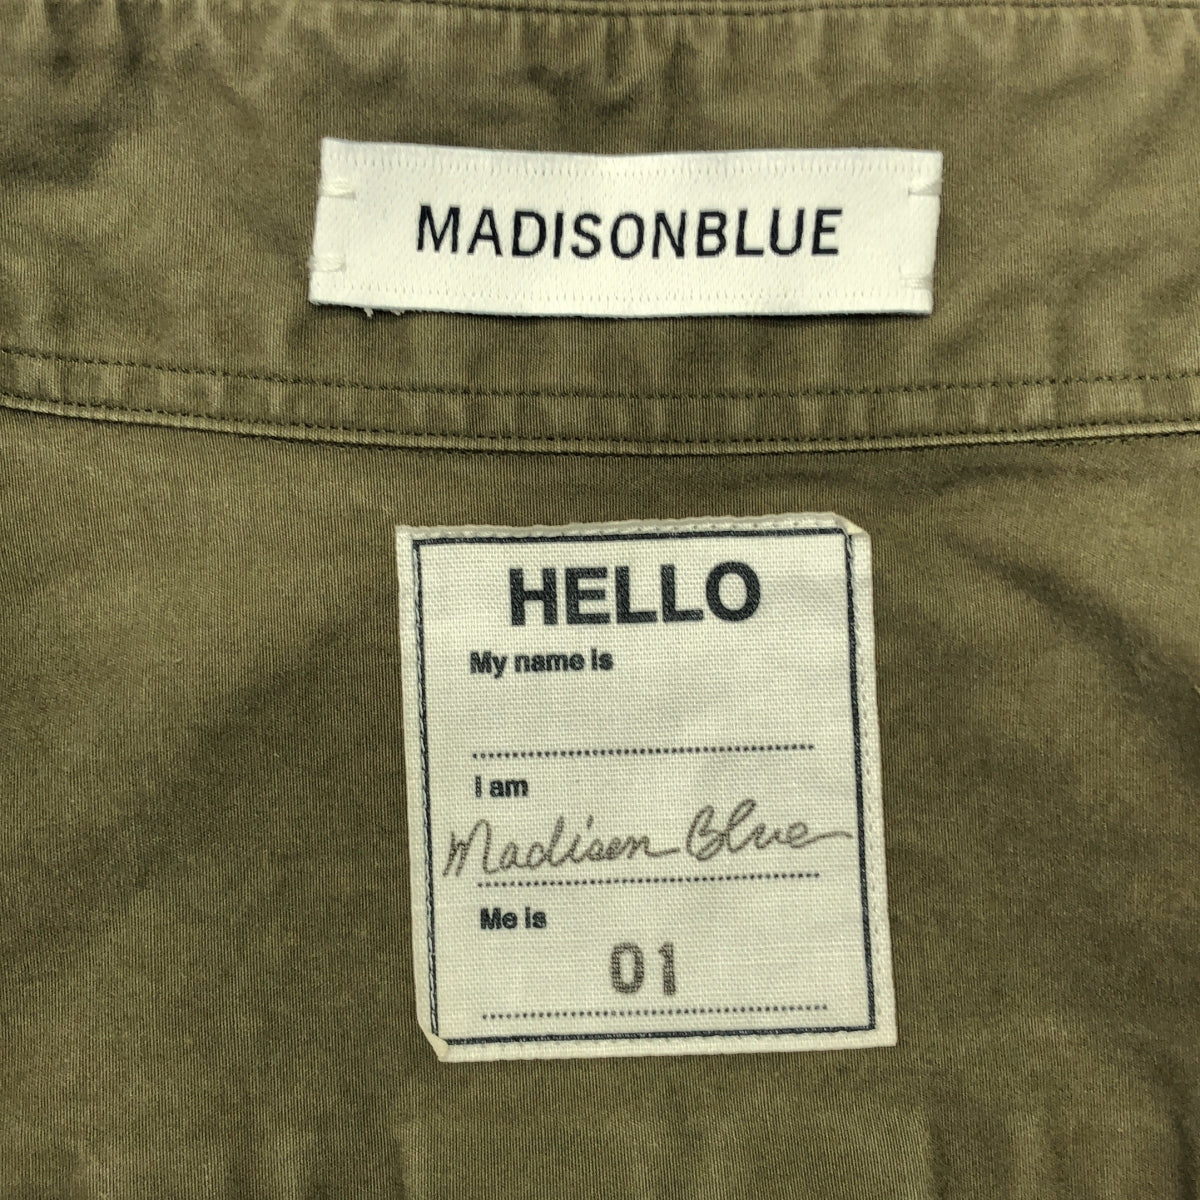 MADISONBLUE
HELLO
My name is
I am
Madison Blue
Me is
01